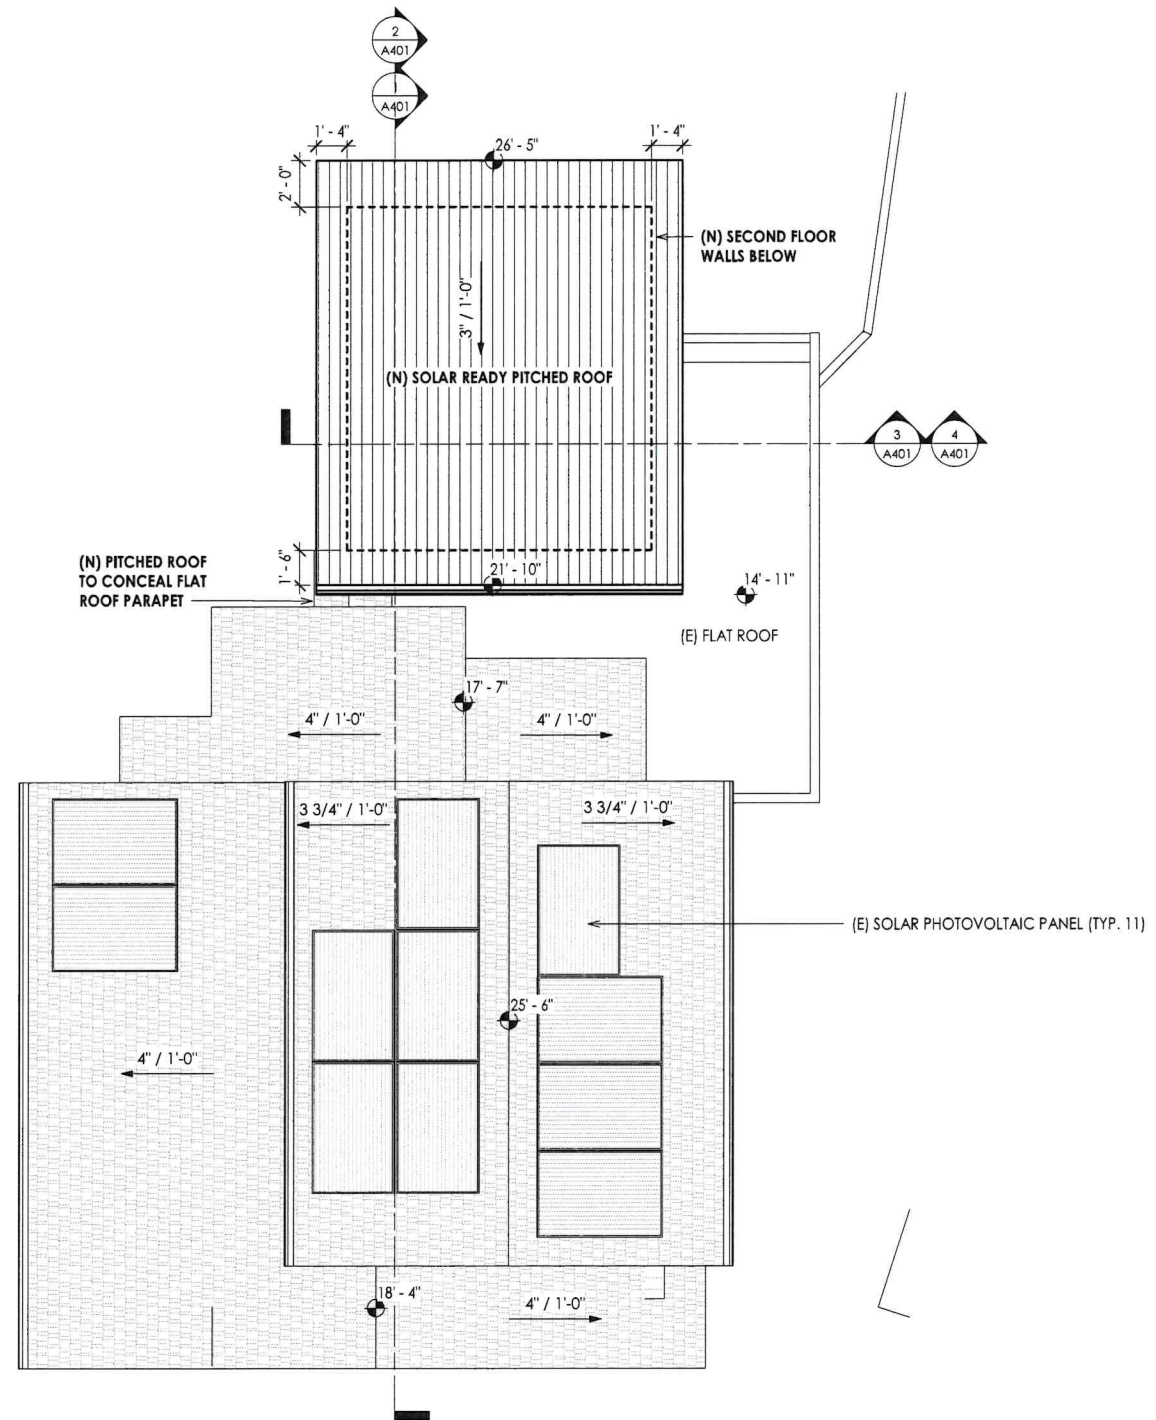 2
A401
1
A401
1' - 4"
26' - 5"
1' - 4"
2' - 0"
(N) SECOND FLOOR
WALLS BELOW
3" / 1'-0"
(N) SOLAR READY PITCHED ROOF
3
A401
4
A401
(N) PITCHED ROOF
TO CONCEAL FLAT
ROOF PARAPET
1' - 6"
21' - 10"
14' - 11"
(E) FLAT ROOF
17' - 7"
4" / 1'-0"
4" / 1'-0"
3 3/4" / 1'-0"
3 3/4" / 1'-0"
(E) SOLAR PHOTOVOLTAIC PANEL (TYP. 11)
25' - 6"
4" / 1'-0"
18' - 4"
4" / 1'-0"